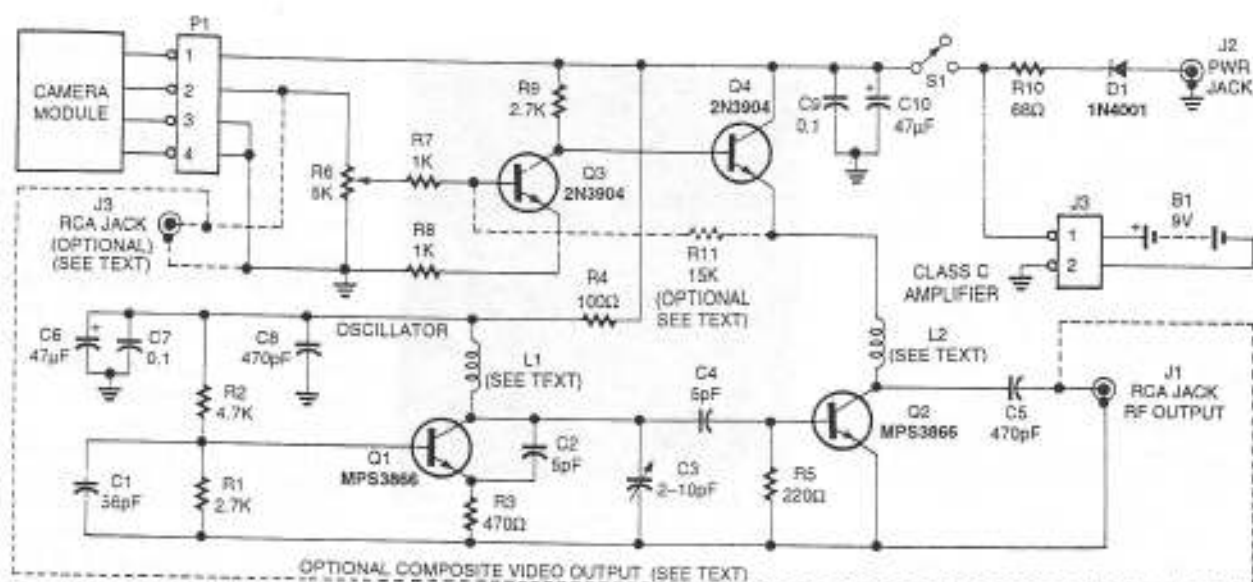 P1
CAMERA
MODULE
1
2
3
4
R9
2.7K
Q4
2N3904
C9
0.1
C10
47µF
S1
R10
68Ω
D1
1N4001
J2
PWR
JACK
R7
1K
R6
5K
Q3
2N3904
J3
RCA JACK
(OPTIONAL)
(SEE TEXT)
R8
1K
R11
15K
(OPTIONAL
SEE TEXT)
J3
1
2
B1
9V
CLASS C
AMPLIFIER
R4
100Ω
OSCILLATOR
C6
47µF
C7
0.1
C8
470pF
L1
(SEE TFXT)
L2
(SEE TEXT)
J1
RCA JACK
RF OUTPUT
R2
4.7K
C4
5pF
C5
470pF
Q2
MPS3866
Q1
MPS3866
C2
5pF
C1
56pF
R1
2.7K
R3
470Ω
C3
2–10pF
R5
220Ω
OPTIONAL COMPOSITE VIDEO OUTPUT (SEE TEXT)